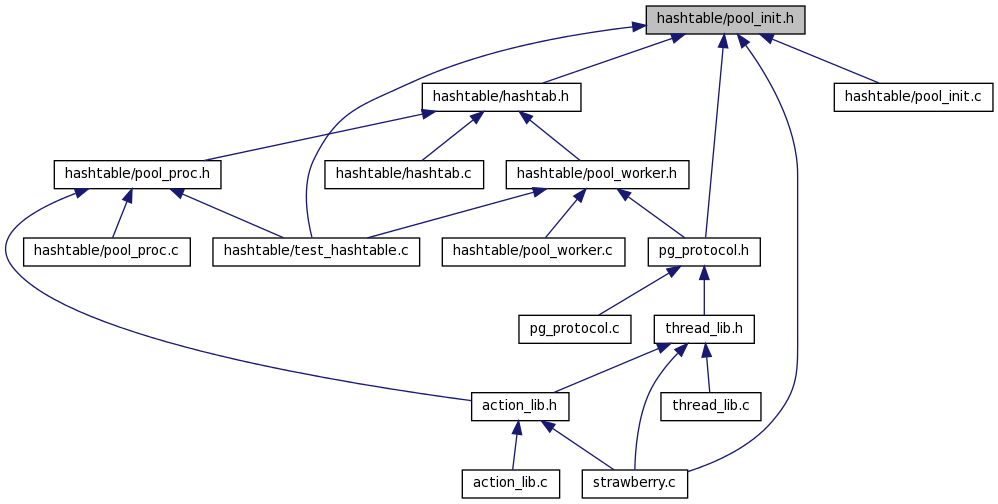 hashtable/pool_init.h
hashtable/hashtab.h
hashtable/pool_init.c
hashtable/pool_proc.h
hashtable/hashtab.c
hashtable/pool_worker.h
hashtable/pool_proc.c
hashtable/test_hashtable.c
hashtable/pool_worker.c
pg_protocol.h
pg_protocol.c
thread_lib.h
action_lib.h
thread_lib.c
action_lib.c
strawberry.c